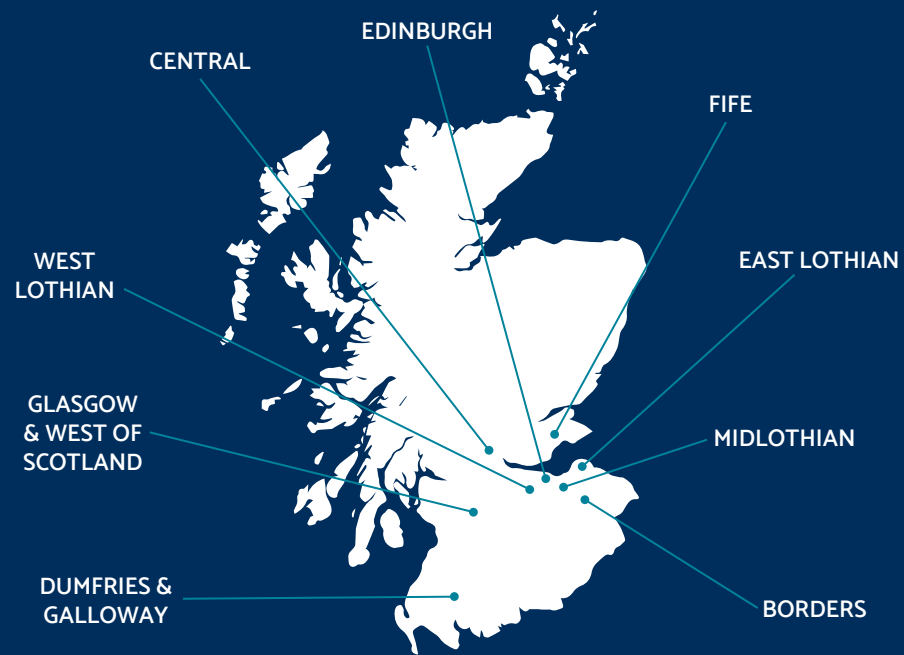 EDINBURGH
CENTRAL
FIFE
WEST
LOTHIAN
EAST LOTHIAN
GLASGOW
& WEST OF
SCOTLAND
MIDLOTHIAN
DUMFRIES &
GALLOWAY
BORDERS